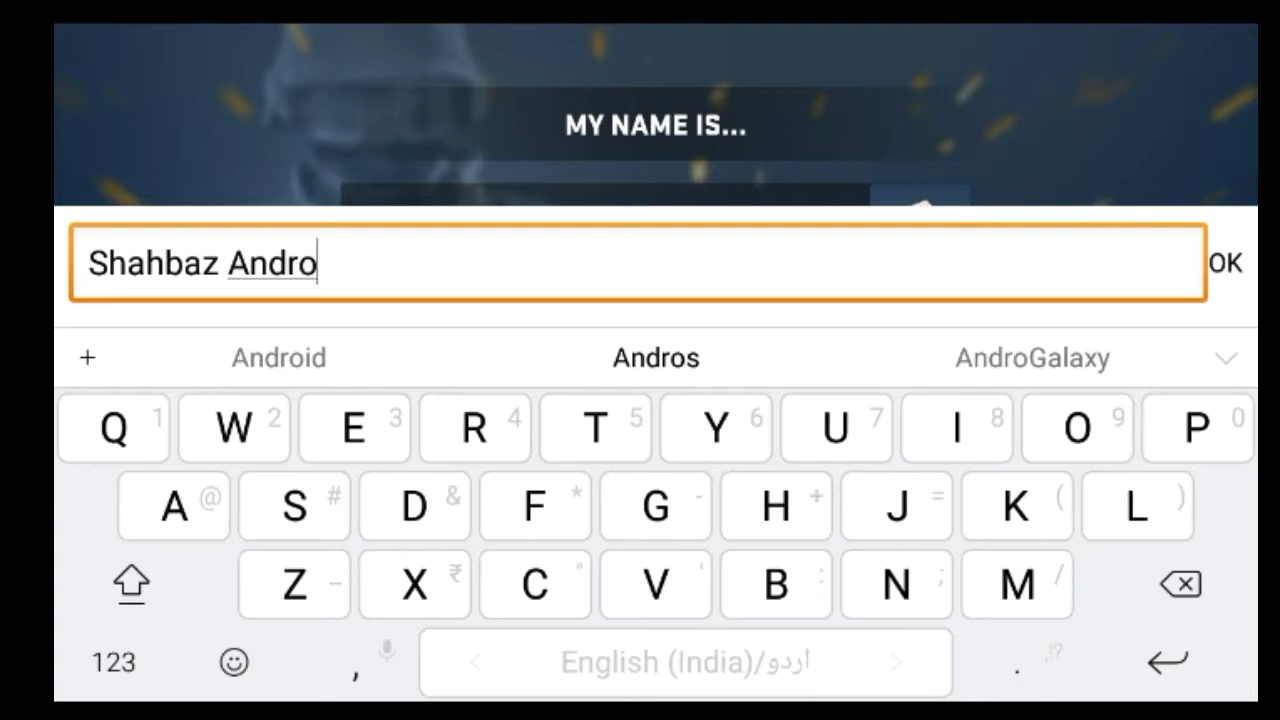 MY NAME IS...
Shahbaz Andro OK
+ Android Andros AndroGalaxy
Q 1 W 2 E 3 R 4 T 5 Y 6 U 7 I 8 O 9 P 0
A @ S # D & F * G - H + J = K ( L )
Z _ X ₹ C " V ' B : N ; M /
123 , English (India)/اردو . ,!?